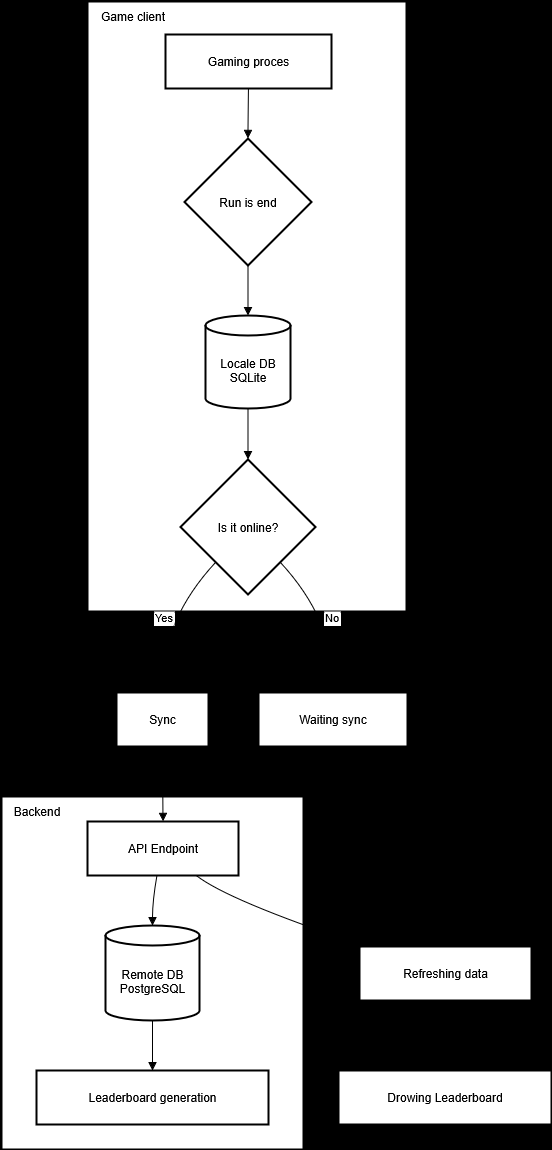 Game client
Gaming proces
Run is end
Locale DB
SQLite
Is it online?
Yes
No
Sync
Waiting sync
Backend
API Endpoint
Remote DB
PostgreSQL
Refreshing data
Leaderboard generation
Drowing Leaderboard